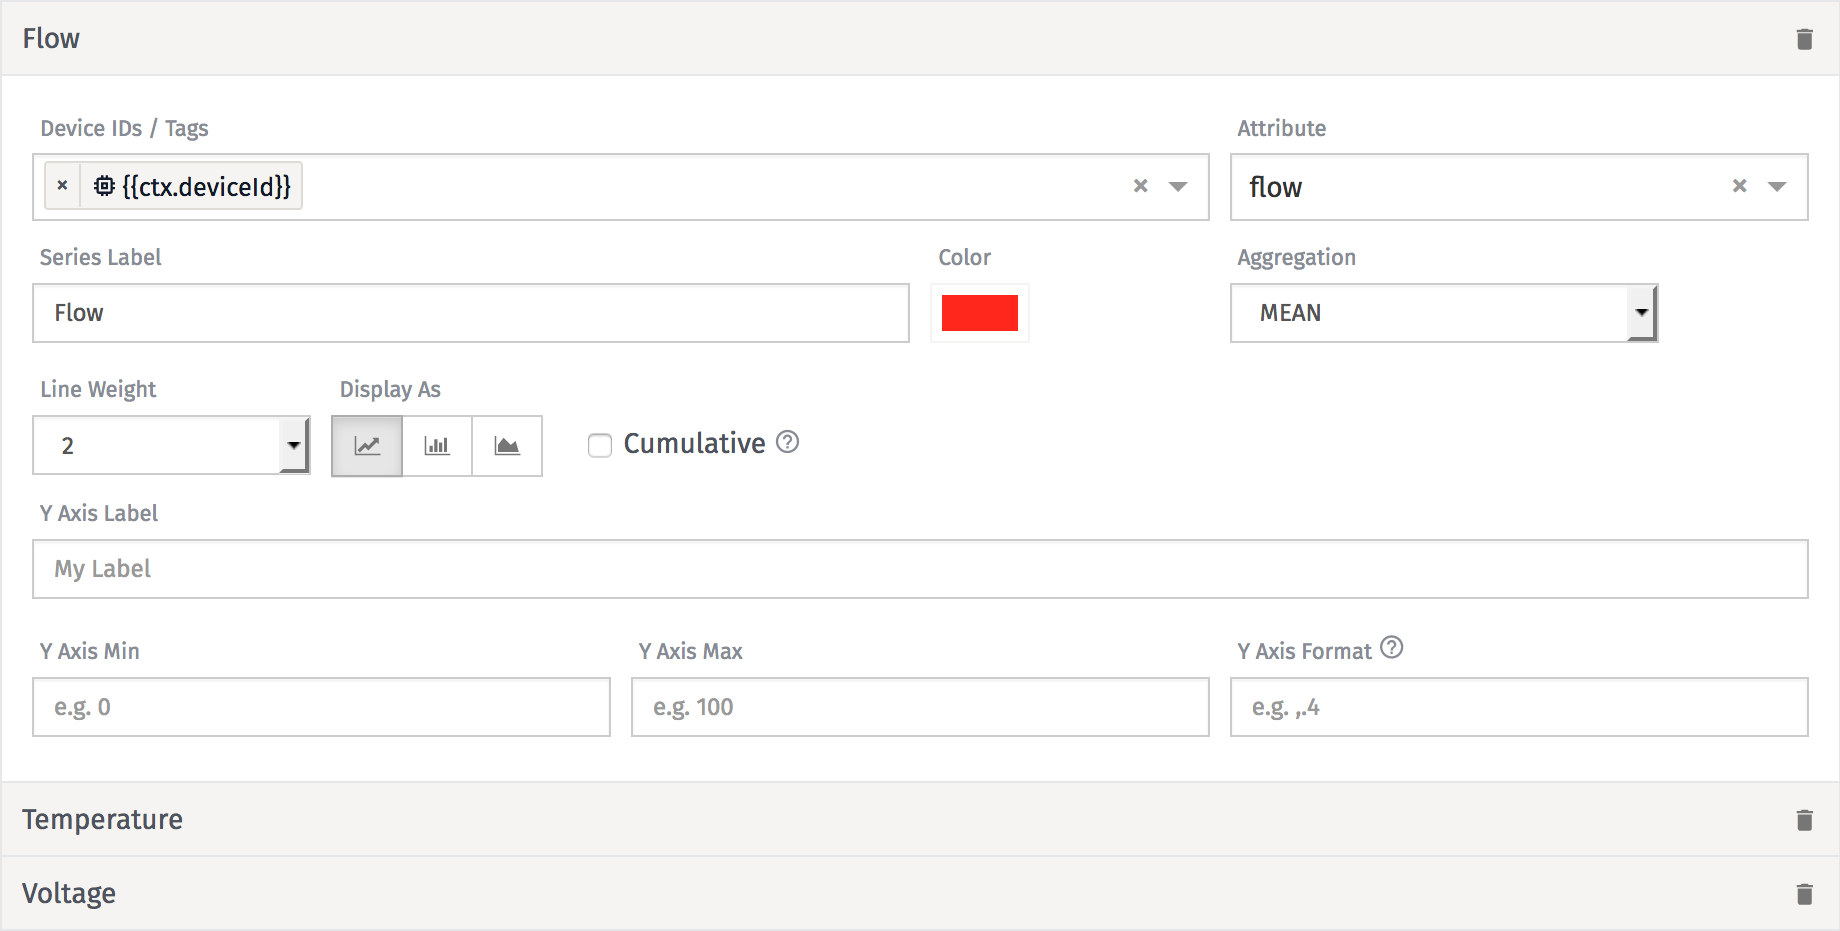 Flow
Device IDs / Tags Attribute
× {{ctx.deviceId}} × flow ×
Series Label Color Aggregation
Flow MEAN
Line Weight Display As
2 Cumulative ?
Y Axis Label
My Label
Y Axis Min Y Axis Max Y Axis Format ?
e.g. 0 e.g. 100 e.g. ,.4
Temperature
Voltage